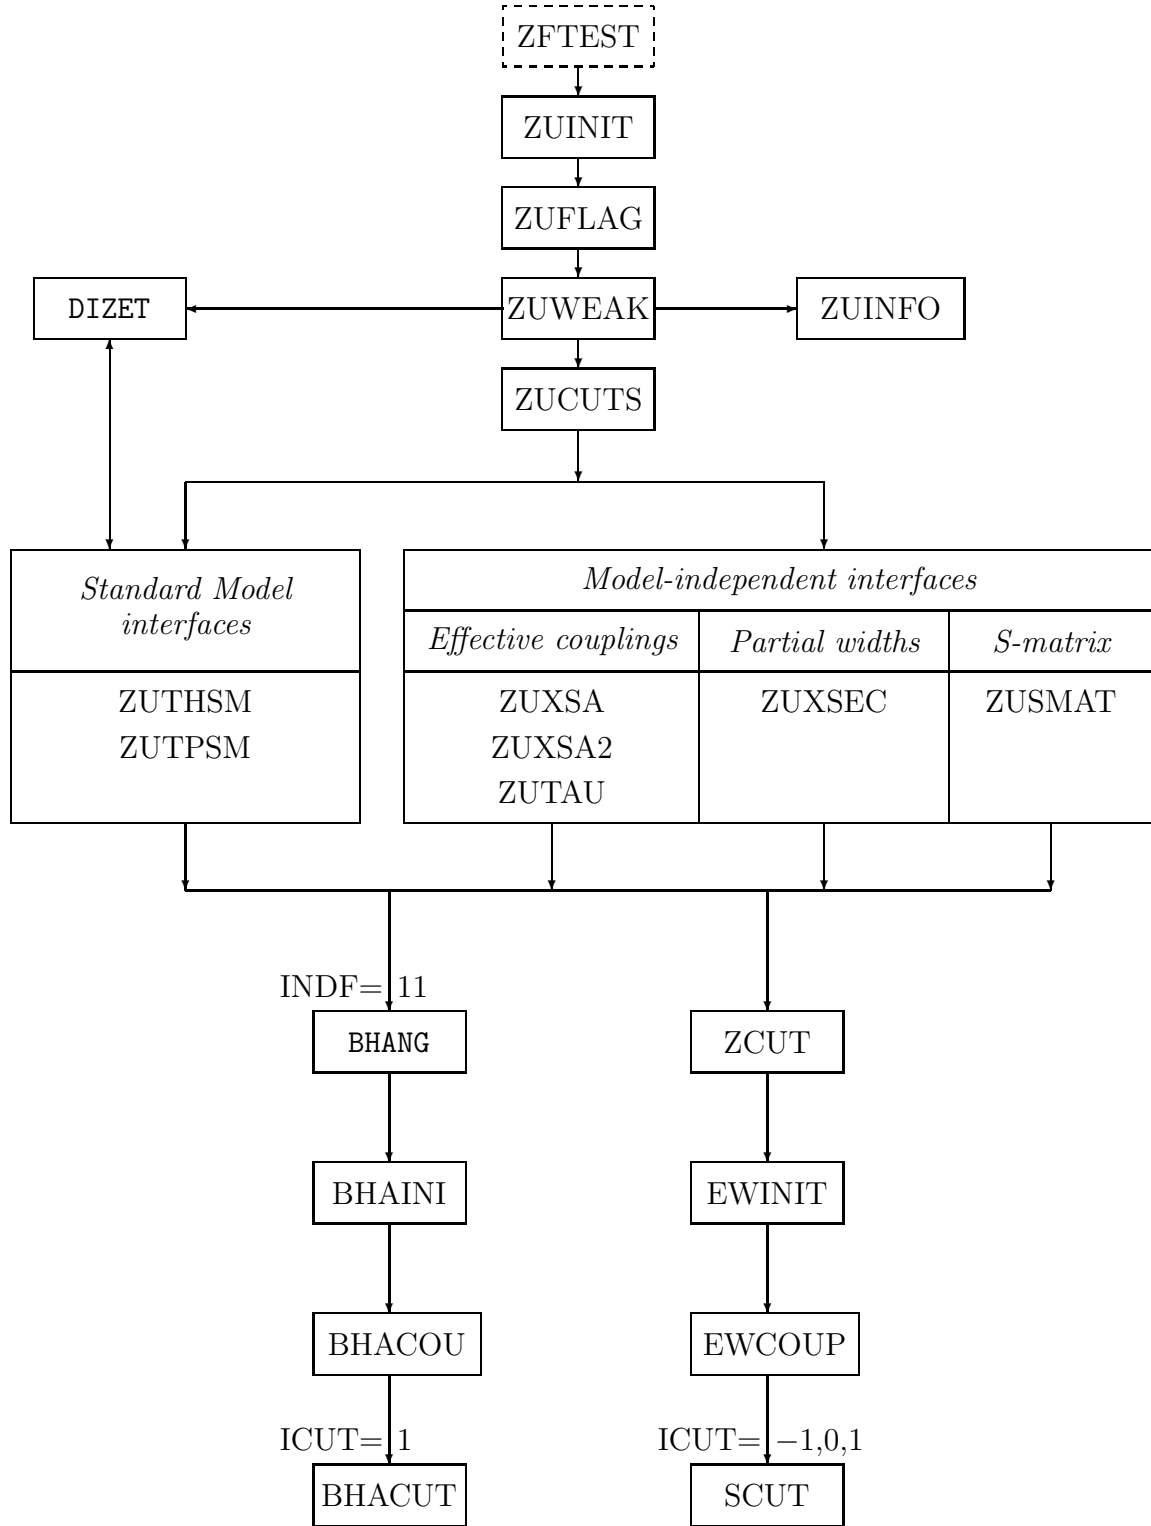 ZFTEST
ZUINIT
ZUFLAG
DIZET
ZUWEAK
ZUINFO
ZUCUTS
Standard Model
interfaces
ZUTHSM
ZUTPSM
Model-independent interfaces
Effective couplings
Partial widths
S-matrix
ZUXSA
ZUXSA2
ZUTAU
ZUXSEC
ZUSMAT
INDF= 11
BHANG
ZCUT
BHAINI
EWINIT
BHACOU
EWCOUP
ICUT= 1
ICUT= −1,0,1
BHACUT
SCUT